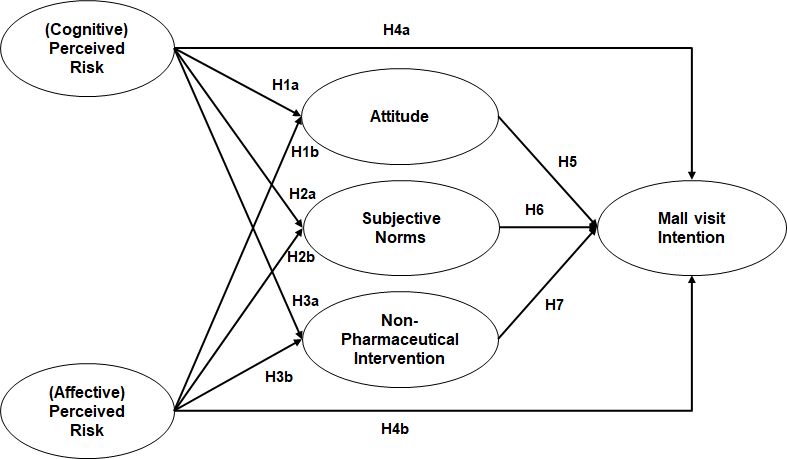 (Cognitive)
Perceived
Risk
H4a
H1a
Attitude
H1b
H5
H2a
Subjective
Norms
H6
Mall visit
Intention
H2b
H3a
Non-
Pharmaceutical
Intervention
H7
H3b
(Affective)
Perceived
Risk
H4b